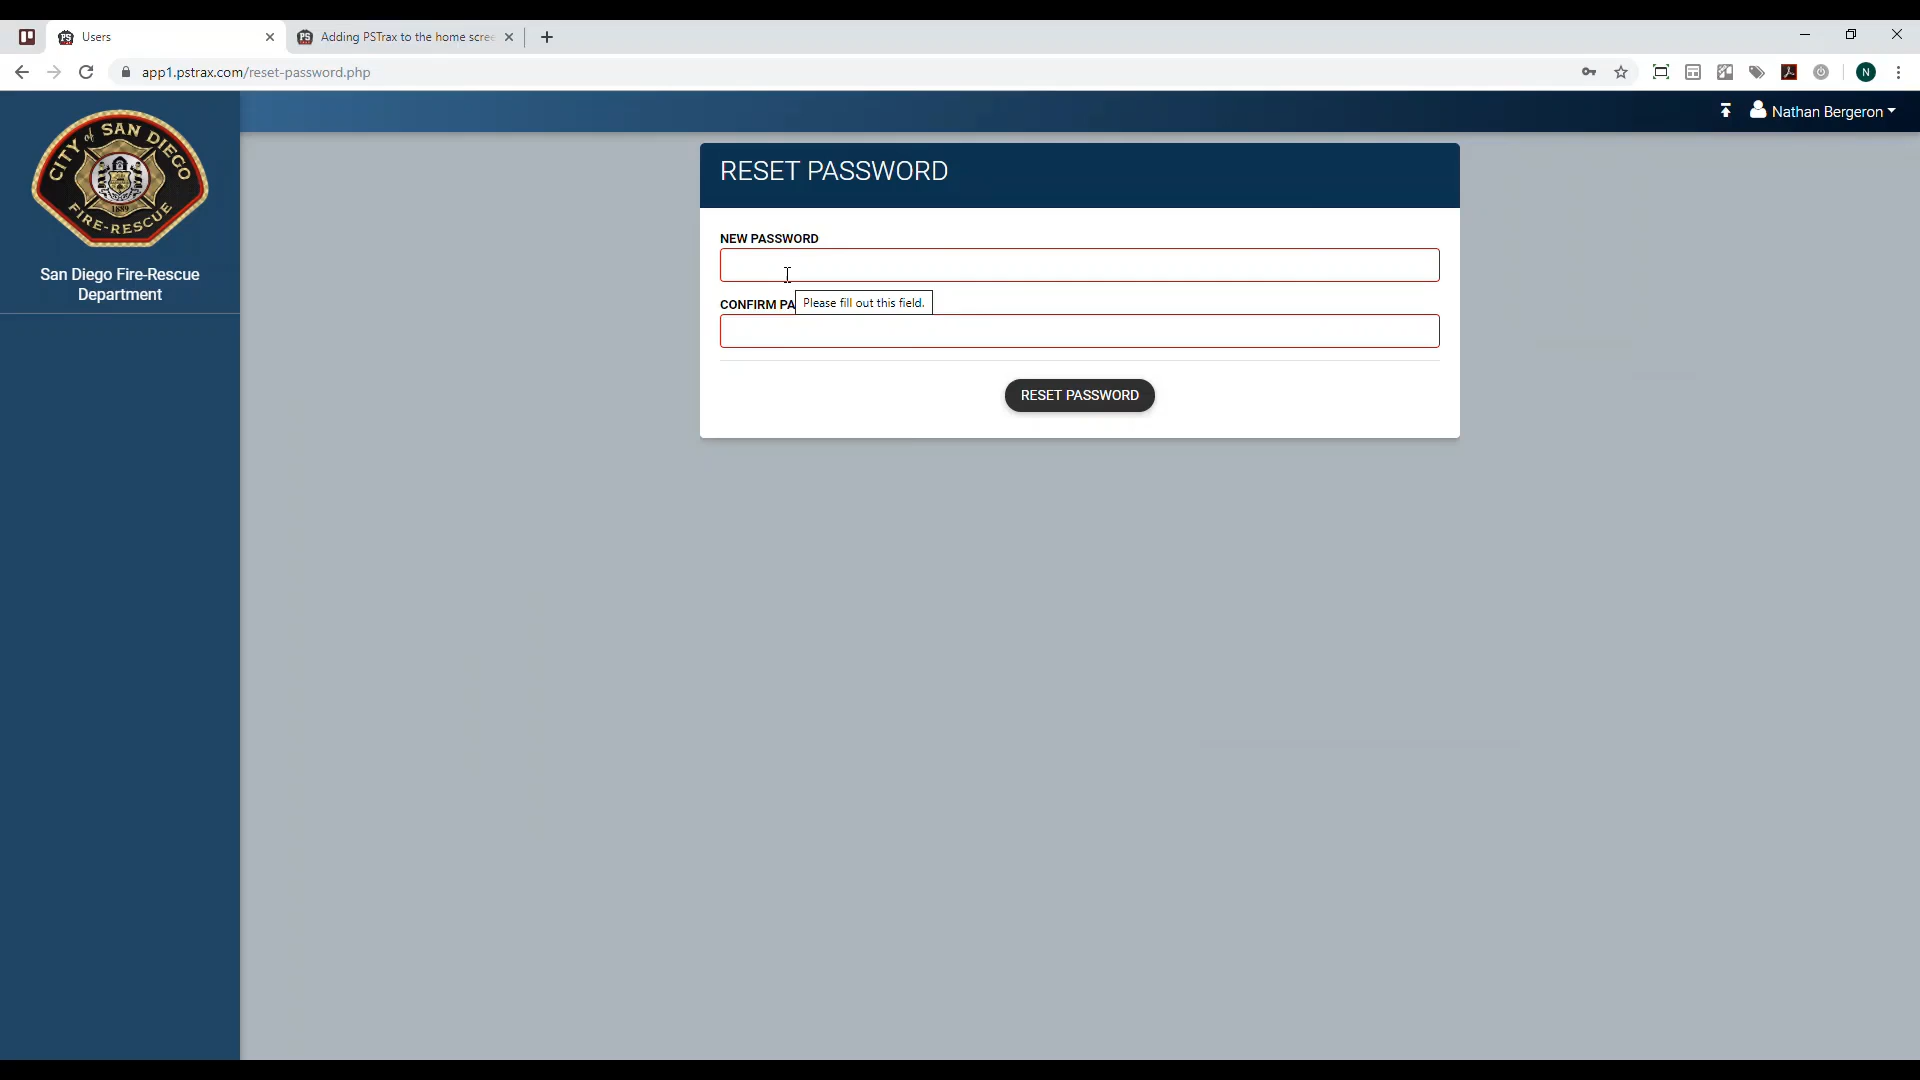 Users
Adding PSTrax to the home scree
app1.pstrax.com/reset-password.php
N
Nathan Bergeron
CITY of SAN DIEGO
1889
FIRE-RESCUE
San Diego Fire-Rescue
Department
RESET PASSWORD
NEW PASSWORD
Please fill out this field.
CONFIRM PA
RESET PASSWORD